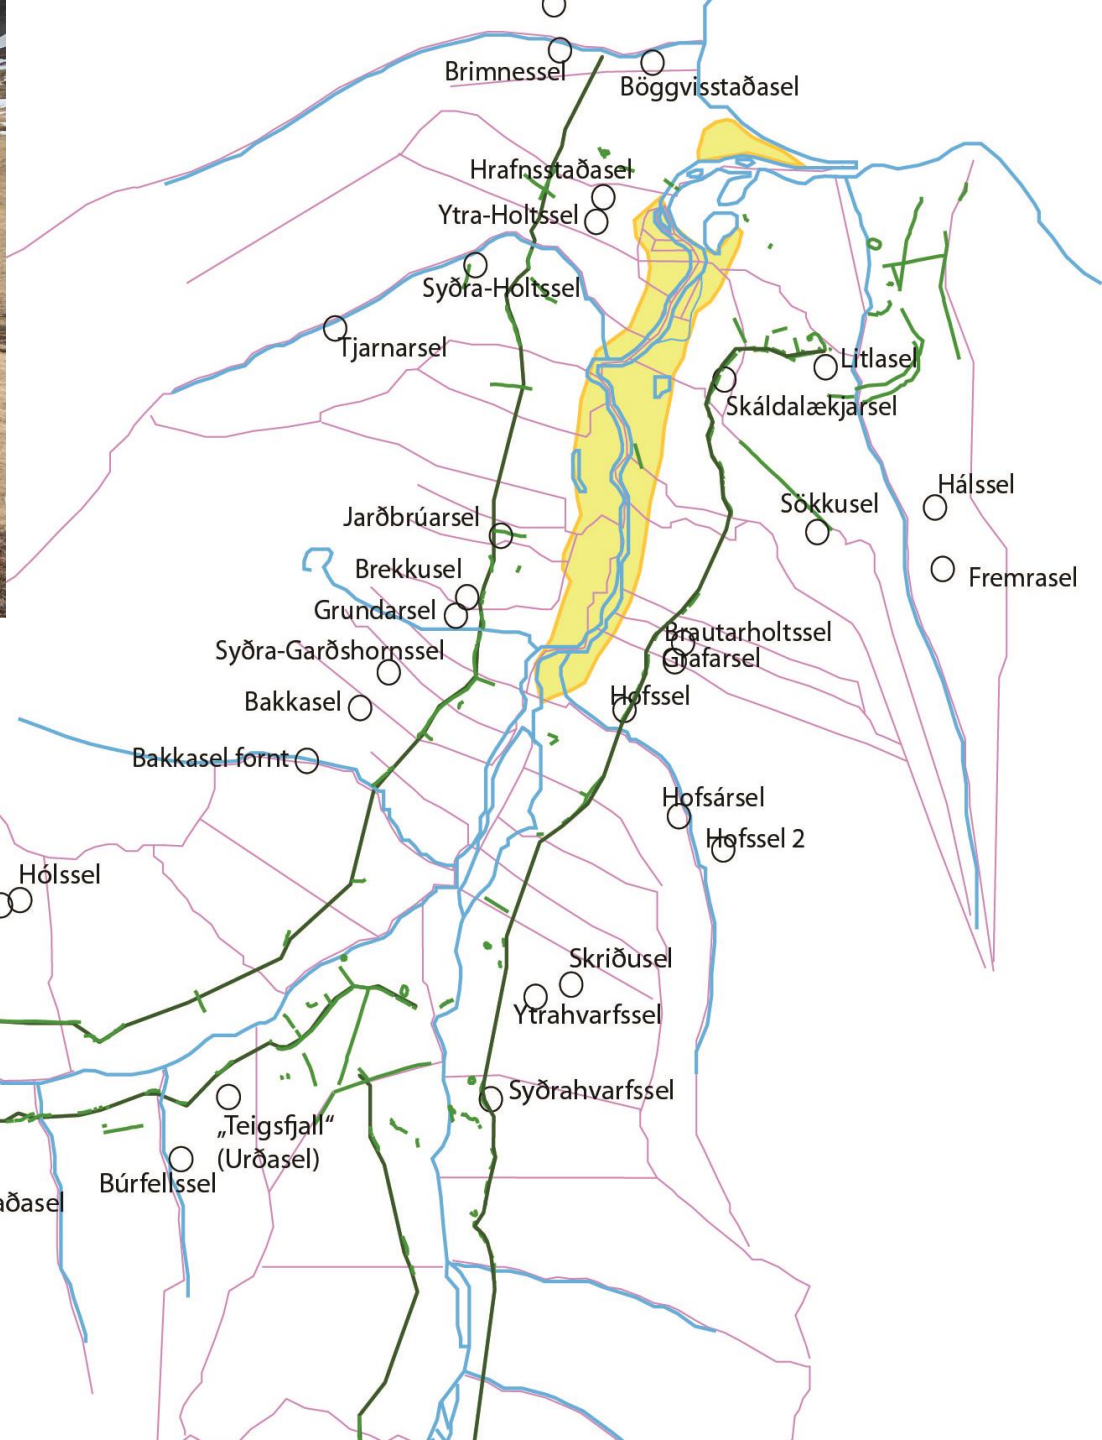 Brimnessel
Böggvisstaðasel
Hrafnsstaðasel
Ytra-Holtssel
Syðra-Holtssel
Tjarnarsel
Litlasel
Skáldalækjarsel
Hálssel
Sökkusel
Jarðbrúarsel
Brekkusel
Fremrasel
Grundarsel
Brautarholtssel
Syðra-Garðshornssel
Grafarsel
Hofssel
Bakkasel
Bakkasel fornt
Hofsársel
Hofssel 2
Hólssel
Skriðusel
Ytrahvarfssel
Syðrahvarfssel
„Teigsfjall“
(Urðasel)
Búrfellssel
aðasel